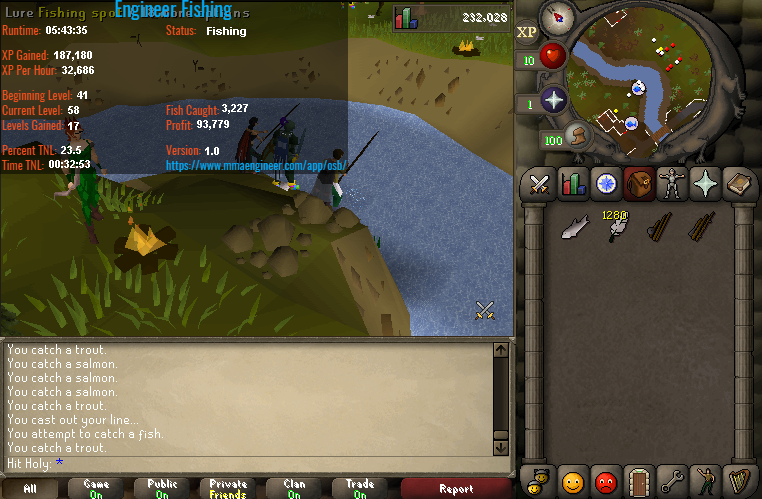 Lure Fishing spot
Engineer Fishing
Runtime: 05:43:35
Status: Fishing
XP Gained: 187,180
XP Per Hour: 32,686
Beginning Level: 41
Current Level: 58
Levels Gained: 17
Fish Caught: 3,227
Profit: 93,779
Percent TNL: 23.5
Time TNL: 00:32:53
Version: 1.0
https://www.mmaengineer.com/app/osb/
232,028
XP
10
1
100
1280
You catch a trout.
You catch a salmon.
You catch a salmon.
You catch a salmon.
You catch a trout.
You cast out your line...
You attempt to catch a fish.
You catch a trout.
Hit Holy: *
All
Game
On
Public
On
Private
Friends
Clan
On
Trade
On
Report